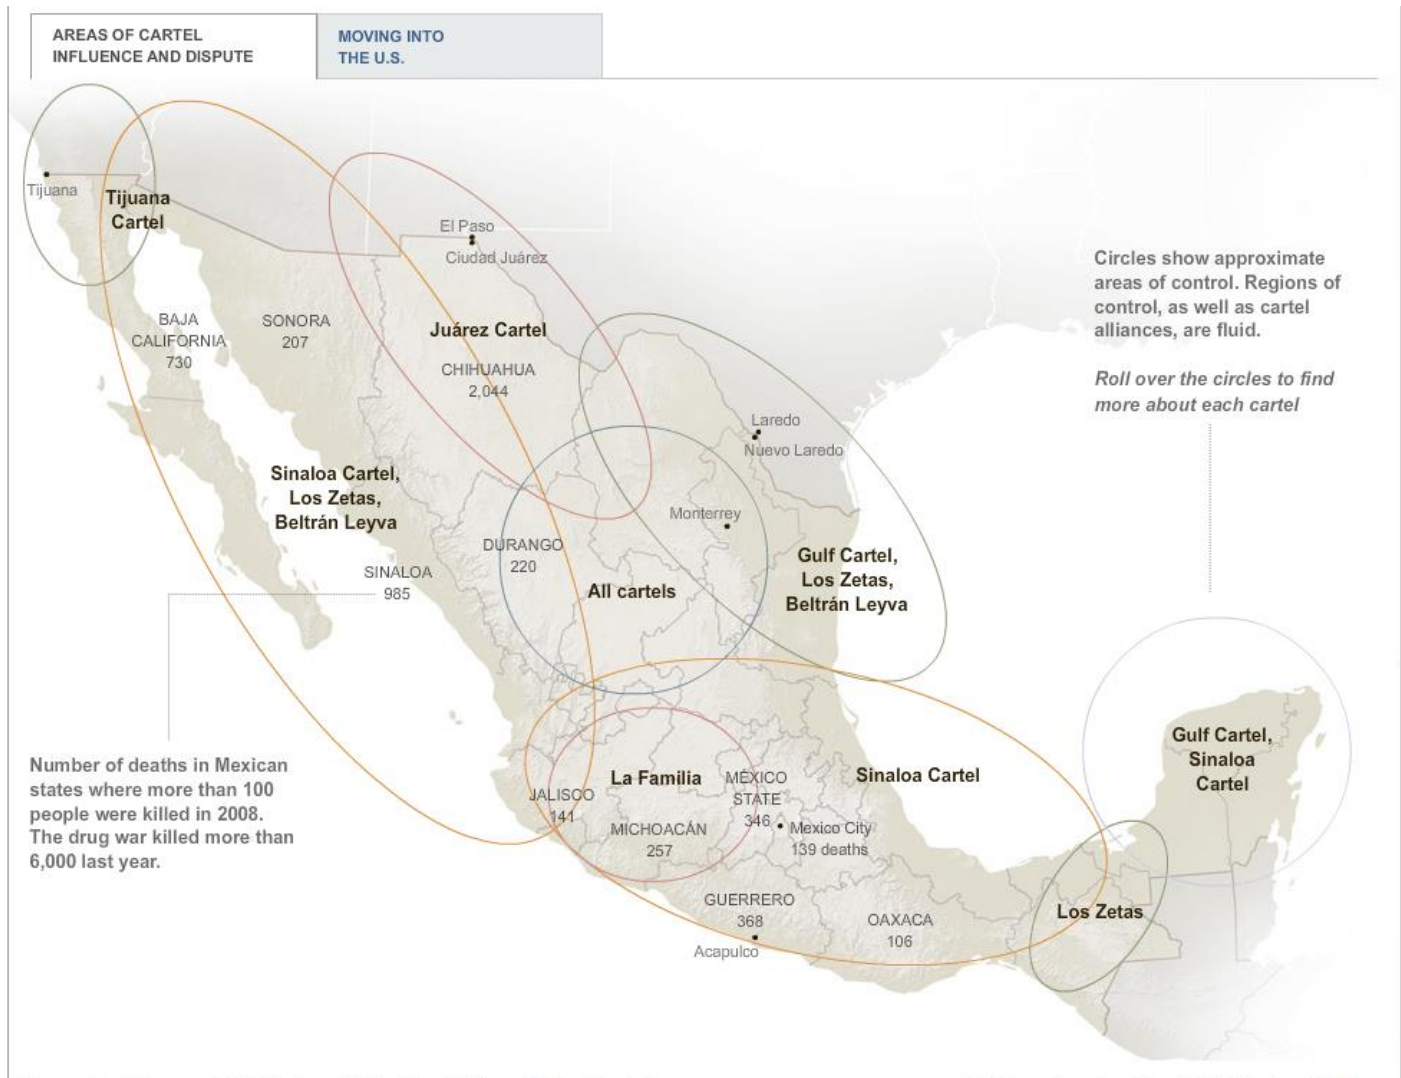 AREAS OF CARTEL
INFLUENCE AND DISPUTE
MOVING INTO
THE U.S.
Tijuana
Tijuana
Cartel
El Paso
Ciudad Juárez
BAJA
CALIFORNIA
730
SONORA
207
Juárez Cartel
CHIHUAHUA
2,044
Circles show approximate
areas of control. Regions of
control, as well as cartel
alliances, are fluid.
Roll over the circles to find
more about each cartel
Laredo
Nuevo Laredo
Sinaloa Cartel,
Los Zetas,
Beltrán Leyva
Monterrey
DURANGO
220
SINALOA
985
All cartels
Gulf Cartel,
Los Zetas,
Beltrán Leyva
Number of deaths in Mexican
states where more than 100
people were killed in 2008.
The drug war killed more than
6,000 last year.
JALISCO
141
La Familia
MICHOACÁN
257
MÉXICO
STATE
346
Mexico City
139 deaths
Sinaloa Cartel
Gulf Cartel,
Sinaloa
Cartel
GUERRERO
368
Acapulco
OAXACA
106
Los Zetas